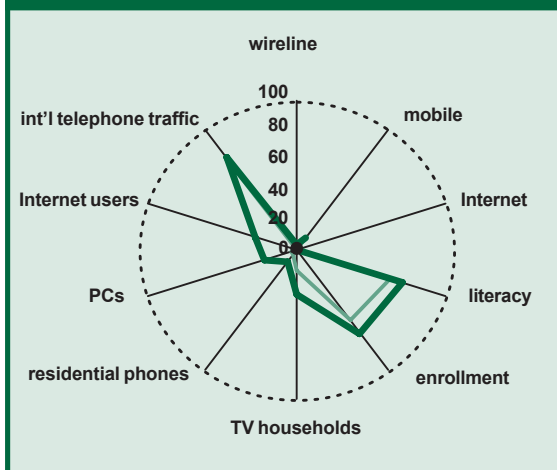 wireline
100
80
60
40
20
0
mobile
Internet
literacy
enrollment
TV households
residential phones
PCs
Internet users
int’l telephone traffic